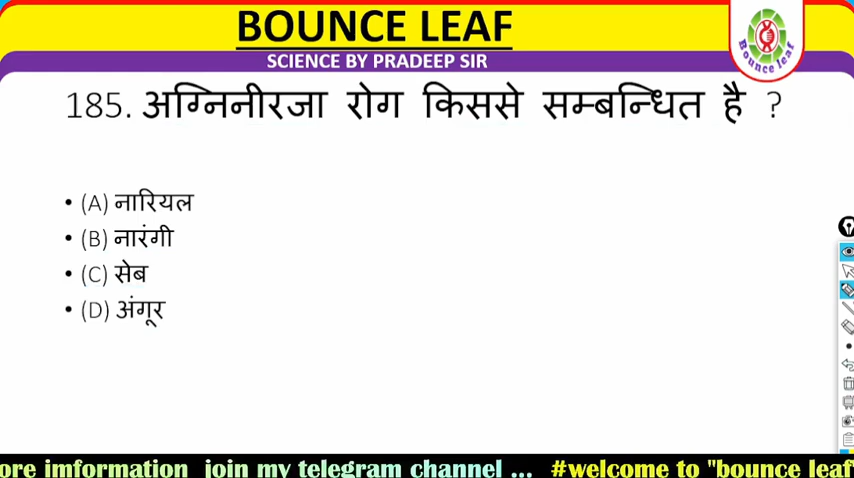 BOUNCE LEAF
SCIENCE BY PRADEEP SIR
Bounce leaf
185. अग्निनीरजा रोग किससे सम्बन्धित है ?
• (A) नारियल
• (B) नारंगी
• (C) सेब
• (D) अंगूर
ore imformation join my telegram channel ... #welcome to "bounce leaf"